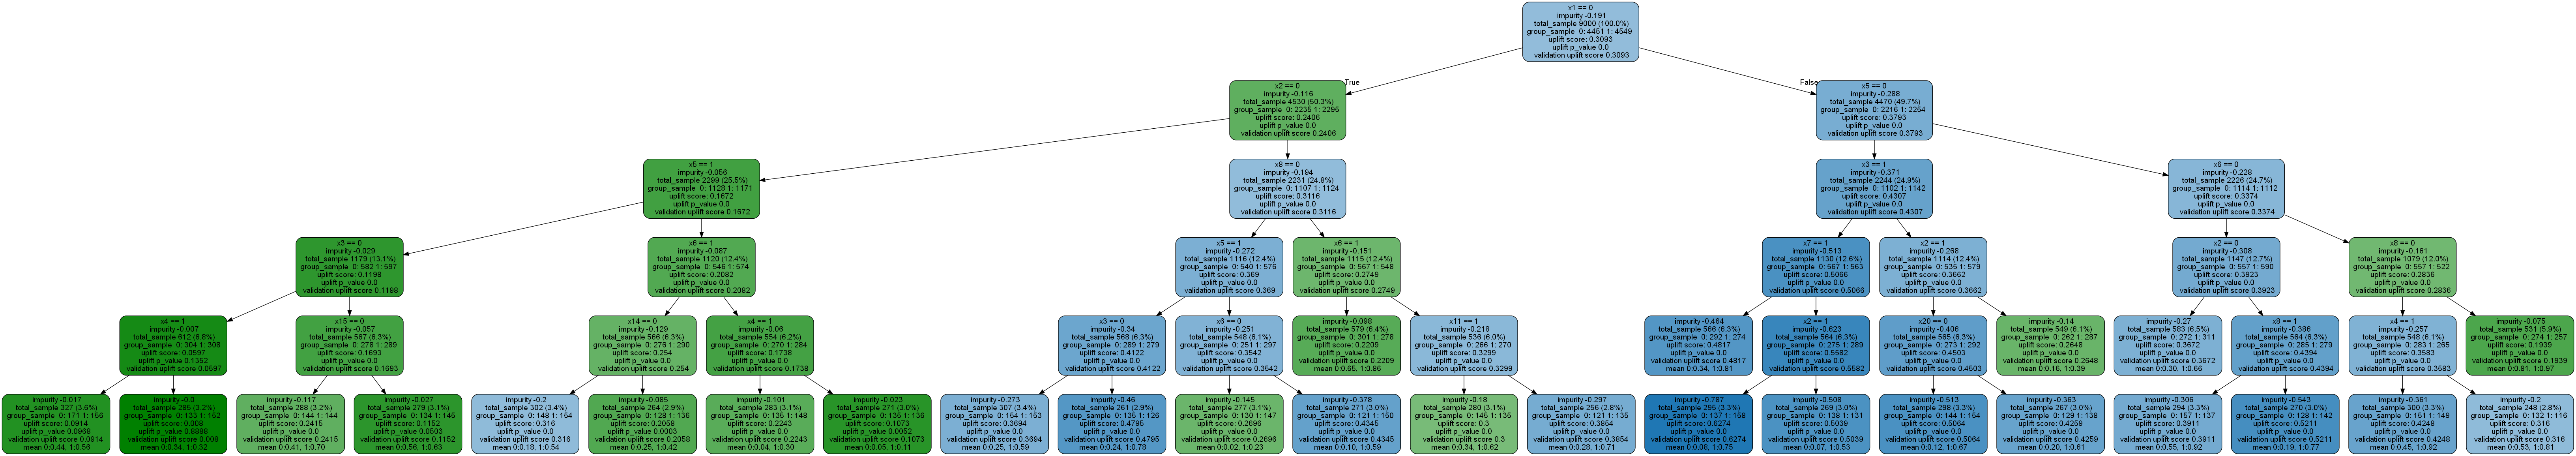 x1 == 0
impurity -0.191
total_sample 9000 (100.0%)
group_sample 0: 4451 1: 4549
uplift score: 0.3093
uplift p_value 0.0
validation uplift score 0.3093
True
False
x2 == 0
impurity -0.116
total_sample 4530 (50.3%)
group_sample 0: 2235 1: 2295
uplift score: 0.2406
uplift p_value 0.0
validation uplift score 0.2406
x5 == 0
impurity -0.288
total_sample 4470 (49.7%)
group_sample 0: 2216 1: 2254
uplift score: 0.3793
uplift p_value 0.0
validation uplift score 0.3793
x5 == 1
impurity -0.056
total_sample 2299 (25.5%)
group_sample 0: 1128 1: 1171
uplift score: 0.1672
uplift p_value 0.0
validation uplift score 0.1672
x8 == 0
impurity -0.194
total_sample 2231 (24.8%)
group_sample 0: 1107 1: 1124
uplift score: 0.3116
uplift p_value 0.0
validation uplift score 0.3116
x3 == 1
impurity -0.371
total_sample 2244 (24.9%)
group_sample 0: 1102 1: 1142
uplift score: 0.4307
uplift p_value 0.0
validation uplift score 0.4307
x6 == 0
impurity -0.228
total_sample 2226 (24.7%)
group_sample 0: 1114 1: 1112
uplift score: 0.3374
uplift p_value 0.0
validation uplift score 0.3374
x3 == 0
impurity -0.029
total_sample 1179 (13.1%)
group_sample 0: 582 1: 597
uplift score: 0.1198
uplift p_value 0.0
validation uplift score 0.1198
x6 == 1
impurity -0.087
total_sample 1120 (12.4%)
group_sample 0: 546 1: 574
uplift score: 0.2082
uplift p_value 0.0
validation uplift score 0.2082
x5 == 1
impurity -0.272
total_sample 1116 (12.4%)
group_sample 0: 540 1: 576
uplift score: 0.369
uplift p_value 0.0
validation uplift score 0.369
x6 == 1
impurity -0.151
total_sample 1115 (12.4%)
group_sample 0: 567 1: 548
uplift score: 0.2749
uplift p_value 0.0
validation uplift score 0.2749
x7 == 1
impurity -0.513
total_sample 1130 (12.6%)
group_sample 0: 567 1: 563
uplift score: 0.5066
uplift p_value 0.0
validation uplift score 0.5066
x2 == 1
impurity -0.268
total_sample 1114 (12.4%)
group_sample 0: 535 1: 579
uplift score: 0.3662
uplift p_value 0.0
validation uplift score 0.3662
x2 == 0
impurity -0.308
total_sample 1147 (12.7%)
group_sample 0: 557 1: 590
uplift score: 0.3923
uplift p_value 0.0
validation uplift score 0.3923
x8 == 0
impurity -0.161
total_sample 1079 (12.0%)
group_sample 0: 557 1: 522
uplift score: 0.2836
uplift p_value 0.0
validation uplift score 0.2836
x4 == 1
impurity -0.007
total_sample 612 (6.8%)
group_sample 0: 304 1: 308
uplift score: 0.0597
uplift p_value 0.1352
validation uplift score 0.0597
x15 == 0
impurity -0.057
total_sample 567 (6.3%)
group_sample 0: 278 1: 289
uplift score: 0.1693
uplift p_value 0.0
validation uplift score 0.1693
x14 == 0
impurity -0.129
total_sample 566 (6.3%)
group_sample 0: 276 1: 290
uplift score: 0.254
uplift p_value 0.0
validation uplift score 0.254
x4 == 1
impurity -0.06
total_sample 554 (6.2%)
group_sample 0: 270 1: 284
uplift score: 0.1738
uplift p_value 0.0
validation uplift score 0.1738
x3 == 0
impurity -0.34
total_sample 568 (6.3%)
group_sample 0: 289 1: 279
uplift score: 0.4122
uplift p_value 0.0
validation uplift score 0.4122
x6 == 0
impurity -0.251
total_sample 548 (6.1%)
group_sample 0: 251 1: 297
uplift score: 0.3542
uplift p_value 0.0
validation uplift score 0.3542
impurity -0.098
total_sample 579 (6.4%)
group_sample 0: 301 1: 278
uplift score: 0.2209
uplift p_value 0.0
validation uplift score 0.2209
mean 0:0.65, 1:0.86
x11 == 1
impurity -0.218
total_sample 536 (6.0%)
group_sample 0: 266 1: 270
uplift score: 0.3299
uplift p_value 0.0
validation uplift score 0.3299
impurity -0.464
total_sample 566 (6.3%)
group_sample 0: 292 1: 274
uplift score: 0.4817
uplift p_value 0.0
validation uplift score 0.4817
mean 0:0.34, 1:0.81
x2 == 1
impurity -0.623
total_sample 564 (6.3%)
group_sample 0: 275 1: 289
uplift score: 0.5582
uplift p_value 0.0
validation uplift score 0.5582
x20 == 0
impurity -0.406
total_sample 565 (6.3%)
group_sample 0: 273 1: 292
uplift score: 0.4503
uplift p_value 0.0
validation uplift score 0.4503
impurity -0.14
total_sample 549 (6.1%)
group_sample 0: 262 1: 287
uplift score: 0.2648
uplift p_value 0.0
validation uplift score 0.2648
mean 0:0.16, 1:0.39
impurity -0.27
total_sample 583 (6.5%)
group_sample 0: 272 1: 311
uplift score: 0.3672
uplift p_value 0.0
validation uplift score 0.3672
mean 0:0.30, 1:0.66
x8 == 1
impurity -0.386
total_sample 564 (6.3%)
group_sample 0: 285 1: 279
uplift score: 0.4394
uplift p_value 0.0
validation uplift score 0.4394
x4 == 1
impurity -0.257
total_sample 548 (6.1%)
group_sample 0: 283 1: 265
uplift score: 0.3583
uplift p_value 0.0
validation uplift score 0.3583
impurity -0.075
total_sample 531 (5.9%)
group_sample 0: 274 1: 257
uplift score: 0.1939
uplift p_value 0.0
validation uplift score 0.1939
mean 0:0.81, 1:0.97
impurity -0.017
total_sample 327 (3.6%)
group_sample 0: 171 1: 156
uplift score: 0.0914
uplift p_value 0.0968
validation uplift score 0.0914
mean 0:0.44, 1:0.56
impurity -0.0
total_sample 285 (3.2%)
group_sample 0: 133 1: 152
uplift score: 0.008
uplift p_value 0.8888
validation uplift score 0.008
mean 0:0.34, 1:0.32
impurity -0.117
total_sample 288 (3.2%)
group_sample 0: 144 1: 144
uplift score: 0.2415
uplift p_value 0.0
validation uplift score 0.2415
mean 0:0.41, 1:0.70
impurity -0.027
total_sample 279 (3.1%)
group_sample 0: 134 1: 145
uplift score: 0.1152
uplift p_value 0.0503
validation uplift score 0.1152
mean 0:0.56, 1:0.63
impurity -0.2
total_sample 302 (3.4%)
group_sample 0: 148 1: 154
uplift score: 0.316
uplift p_value 0.0
validation uplift score 0.316
mean 0:0.18, 1:0.54
impurity -0.085
total_sample 264 (2.9%)
group_sample 0: 128 1: 136
uplift score: 0.2058
uplift p_value 0.0003
validation uplift score 0.2058
mean 0:0.25, 1:0.42
impurity -0.101
total_sample 283 (3.1%)
group_sample 0: 135 1: 148
uplift score: 0.2243
uplift p_value 0.0
validation uplift score 0.2243
mean 0:0.04, 1:0.30
impurity -0.023
total_sample 271 (3.0%)
group_sample 0: 135 1: 136
uplift score: 0.1073
uplift p_value 0.0052
validation uplift score 0.1073
mean 0:0.05, 1:0.11
impurity -0.273
total_sample 307 (3.4%)
group_sample 0: 154 1: 153
uplift score: 0.3694
uplift p_value 0.0
validation uplift score 0.3694
mean 0:0.25, 1:0.59
impurity -0.46
total_sample 261 (2.9%)
group_sample 0: 135 1: 126
uplift score: 0.4795
uplift p_value 0.0
validation uplift score 0.4795
mean 0:0.24, 1:0.78
impurity -0.145
total_sample 277 (3.1%)
group_sample 0: 130 1: 147
uplift score: 0.2696
uplift p_value 0.0
validation uplift score 0.2696
mean 0:0.02, 1:0.23
impurity -0.378
total_sample 271 (3.0%)
group_sample 0: 121 1: 150
uplift score: 0.4345
uplift p_value 0.0
validation uplift score 0.4345
mean 0:0.10, 1:0.59
impurity -0.18
total_sample 280 (3.1%)
group_sample 0: 145 1: 135
uplift score: 0.3
uplift p_value 0.0
validation uplift score 0.3
mean 0:0.34, 1:0.62
impurity -0.297
total_sample 256 (2.8%)
group_sample 0: 121 1: 135
uplift score: 0.3854
uplift p_value 0.0
validation uplift score 0.3854
mean 0:0.28, 1:0.71
impurity -0.787
total_sample 295 (3.3%)
group_sample 0: 137 1: 158
uplift score: 0.6274
uplift p_value 0.0
validation uplift score 0.6274
mean 0:0.08, 1:0.75
impurity -0.508
total_sample 269 (3.0%)
group_sample 0: 138 1: 131
uplift score: 0.5039
uplift p_value 0.0
validation uplift score 0.5039
mean 0:0.07, 1:0.53
impurity -0.513
total_sample 298 (3.3%)
group_sample 0: 144 1: 154
uplift score: 0.5064
uplift p_value 0.0
validation uplift score 0.5064
mean 0:0.12, 1:0.67
impurity -0.363
total_sample 267 (3.0%)
group_sample 0: 129 1: 138
uplift score: 0.4259
uplift p_value 0.0
validation uplift score 0.4259
mean 0:0.20, 1:0.61
impurity -0.306
total_sample 294 (3.3%)
group_sample 0: 157 1: 137
uplift score: 0.3911
uplift p_value 0.0
validation uplift score 0.3911
mean 0:0.55, 1:0.92
impurity -0.543
total_sample 270 (3.0%)
group_sample 0: 128 1: 142
uplift score: 0.5211
uplift p_value 0.0
validation uplift score 0.5211
mean 0:0.19, 1:0.77
impurity -0.361
total_sample 300 (3.3%)
group_sample 0: 151 1: 149
uplift score: 0.4248
uplift p_value 0.0
validation uplift score 0.4248
mean 0:0.45, 1:0.92
impurity -0.2
total_sample 248 (2.8%)
group_sample 0: 132 1: 116
uplift score: 0.316
uplift p_value 0.0
validation uplift score 0.316
mean 0:0.53, 1:0.81